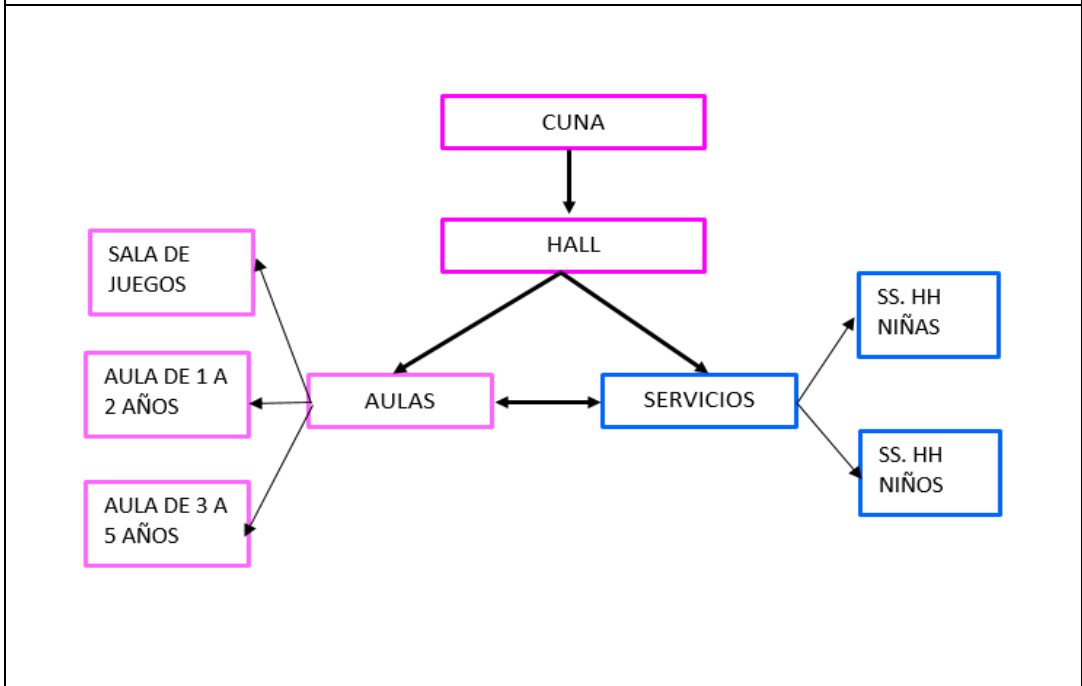 CUNA
HALL
SALA DE
JUEGOS
SS. HH
NIÑAS
AULA DE 1 A
2 AÑOS
AULAS
SERVICIOS
SS. HH
NIÑOS
AULA DE 3 A
5 AÑOS